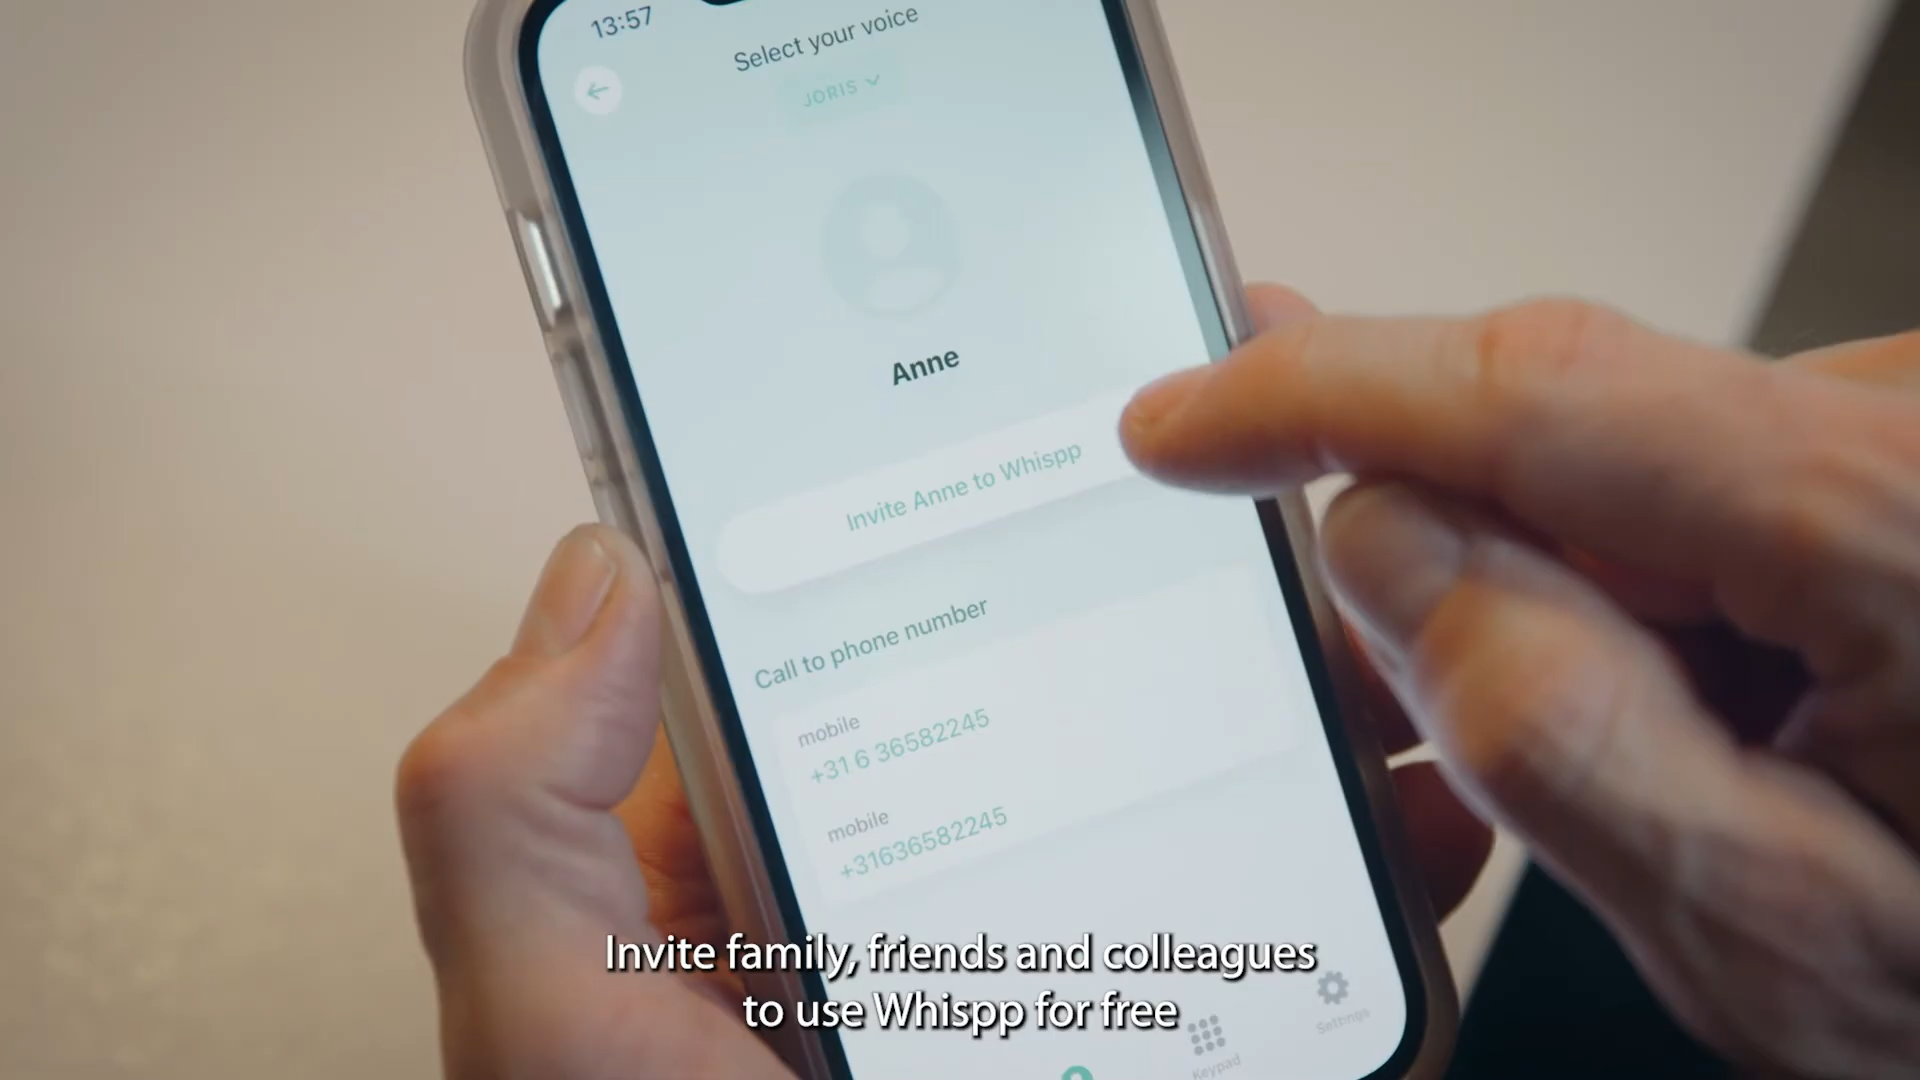 13:57
Select your voice
JORIS
Anne
Invite Anne to Whispp
Call to phone number
mobile
+31 6 36582245
mobile
+31636582245
Invite family, friends and colleagues
to use Whispp for free
Settings
Keypad